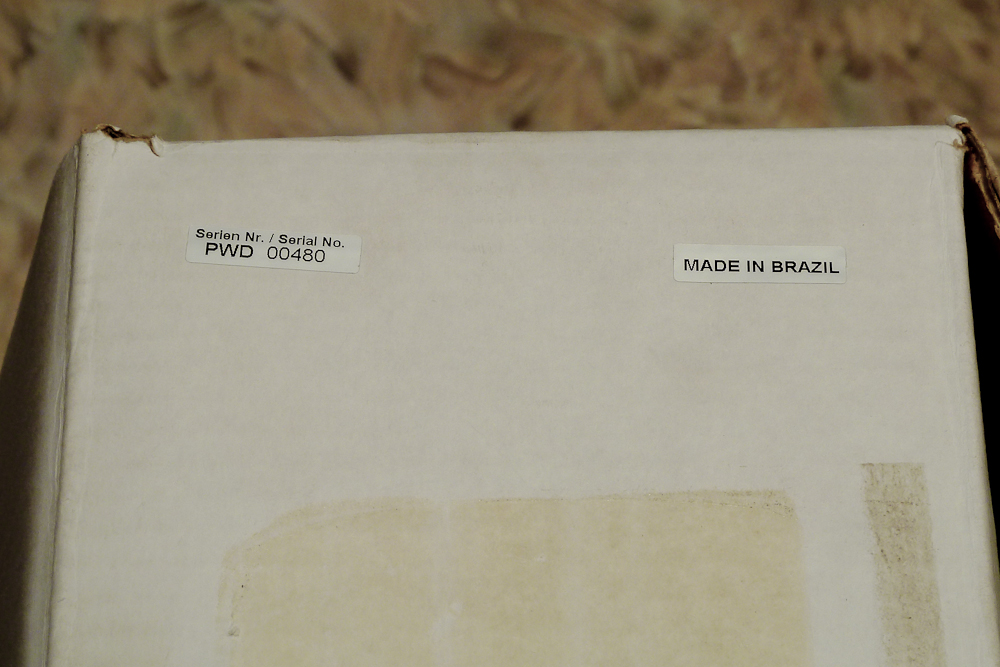 Serien Nr. / Serial No.
PWD 00480
MADE IN BRAZIL